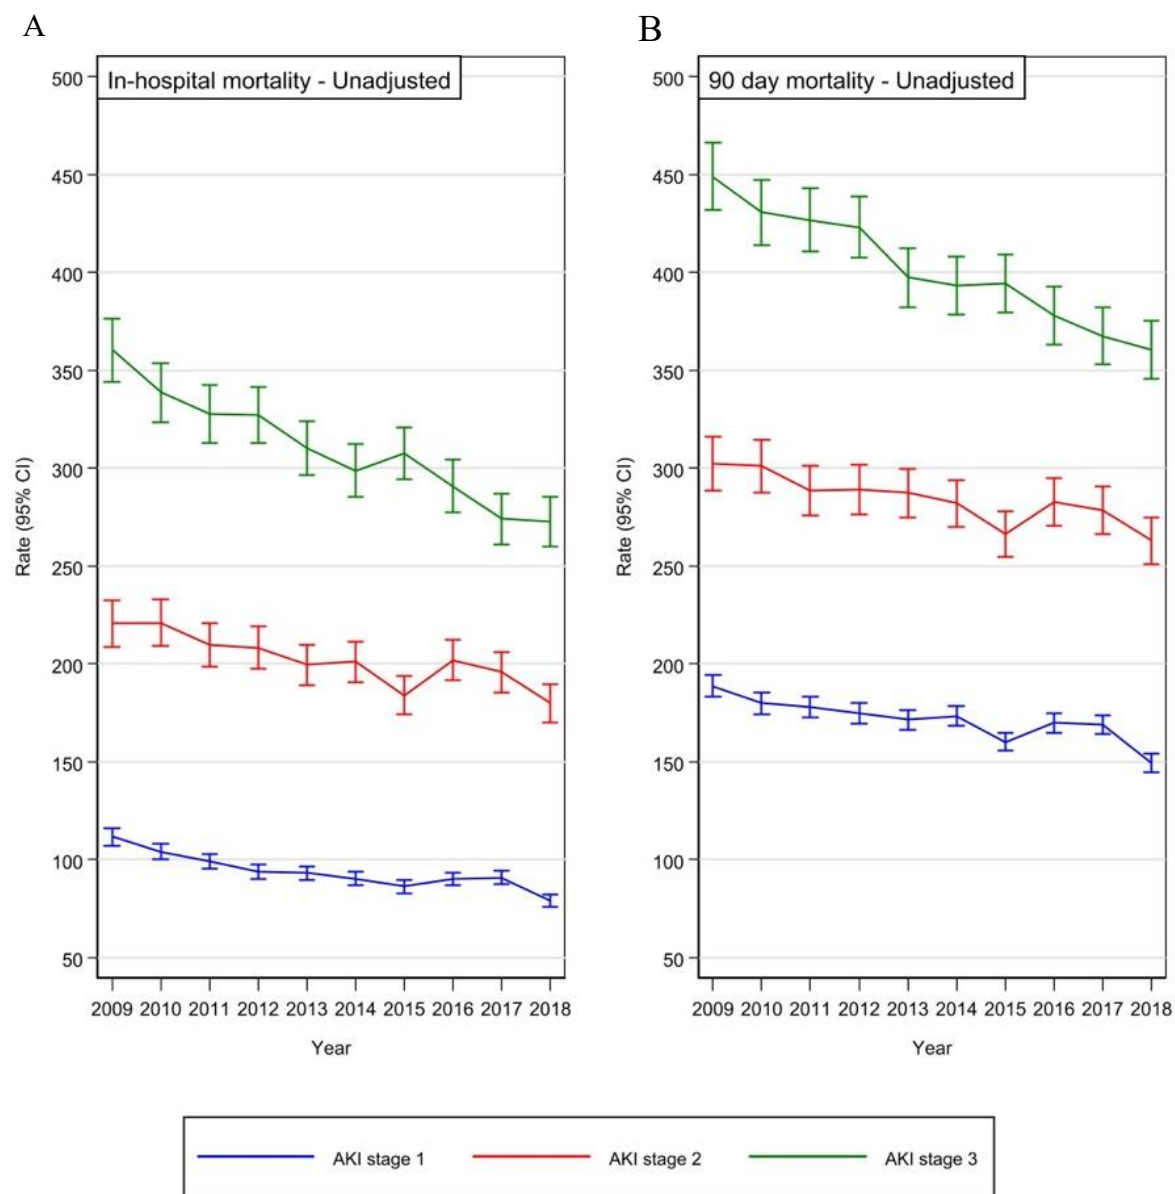 A
In-hospital mortality - Unadjusted
500
450
400
350
300
250
200
150
100
50
Rate (95% CI)
2009 2010 2011 2012 2013 2014 2015 2016 2017 2018
Year
B
90 day mortality - Unadjusted
500
450
400
350
300
250
200
150
100
50
Rate (95% CI)
2009 2010 2011 2012 2013 2014 2015 2016 2017 2018
Year
AKI stage 1 AKI stage 2 AKI stage 3